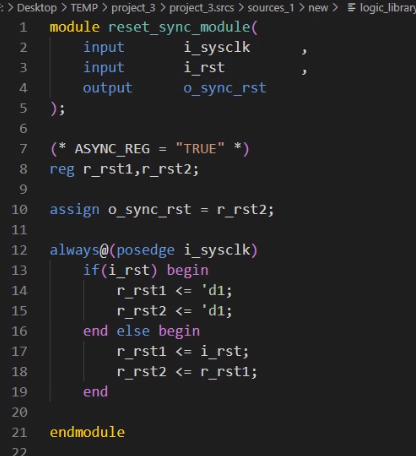 : > Desktop > TEMP > project_3 > project_3.srcs > sources_1 > new > logic_library
1 module reset_sync_module(
2 input i_sysclk ,
3 input i_rst ,
4 output o_sync_rst
5 );
6
7 (* ASYNC_REG = "TRUE" *)
8 reg r_rst1,r_rst2;
9
10 assign o_sync_rst = r_rst2;
11
12 always@(posedge i_sysclk)
13 if(i_rst) begin
14 r_rst1 <= 'd1;
15 r_rst2 <= 'd1;
16 end else begin
17 r_rst1 <= i_rst;
18 r_rst2 <= r_rst1;
19 end
20
21 endmodule
22